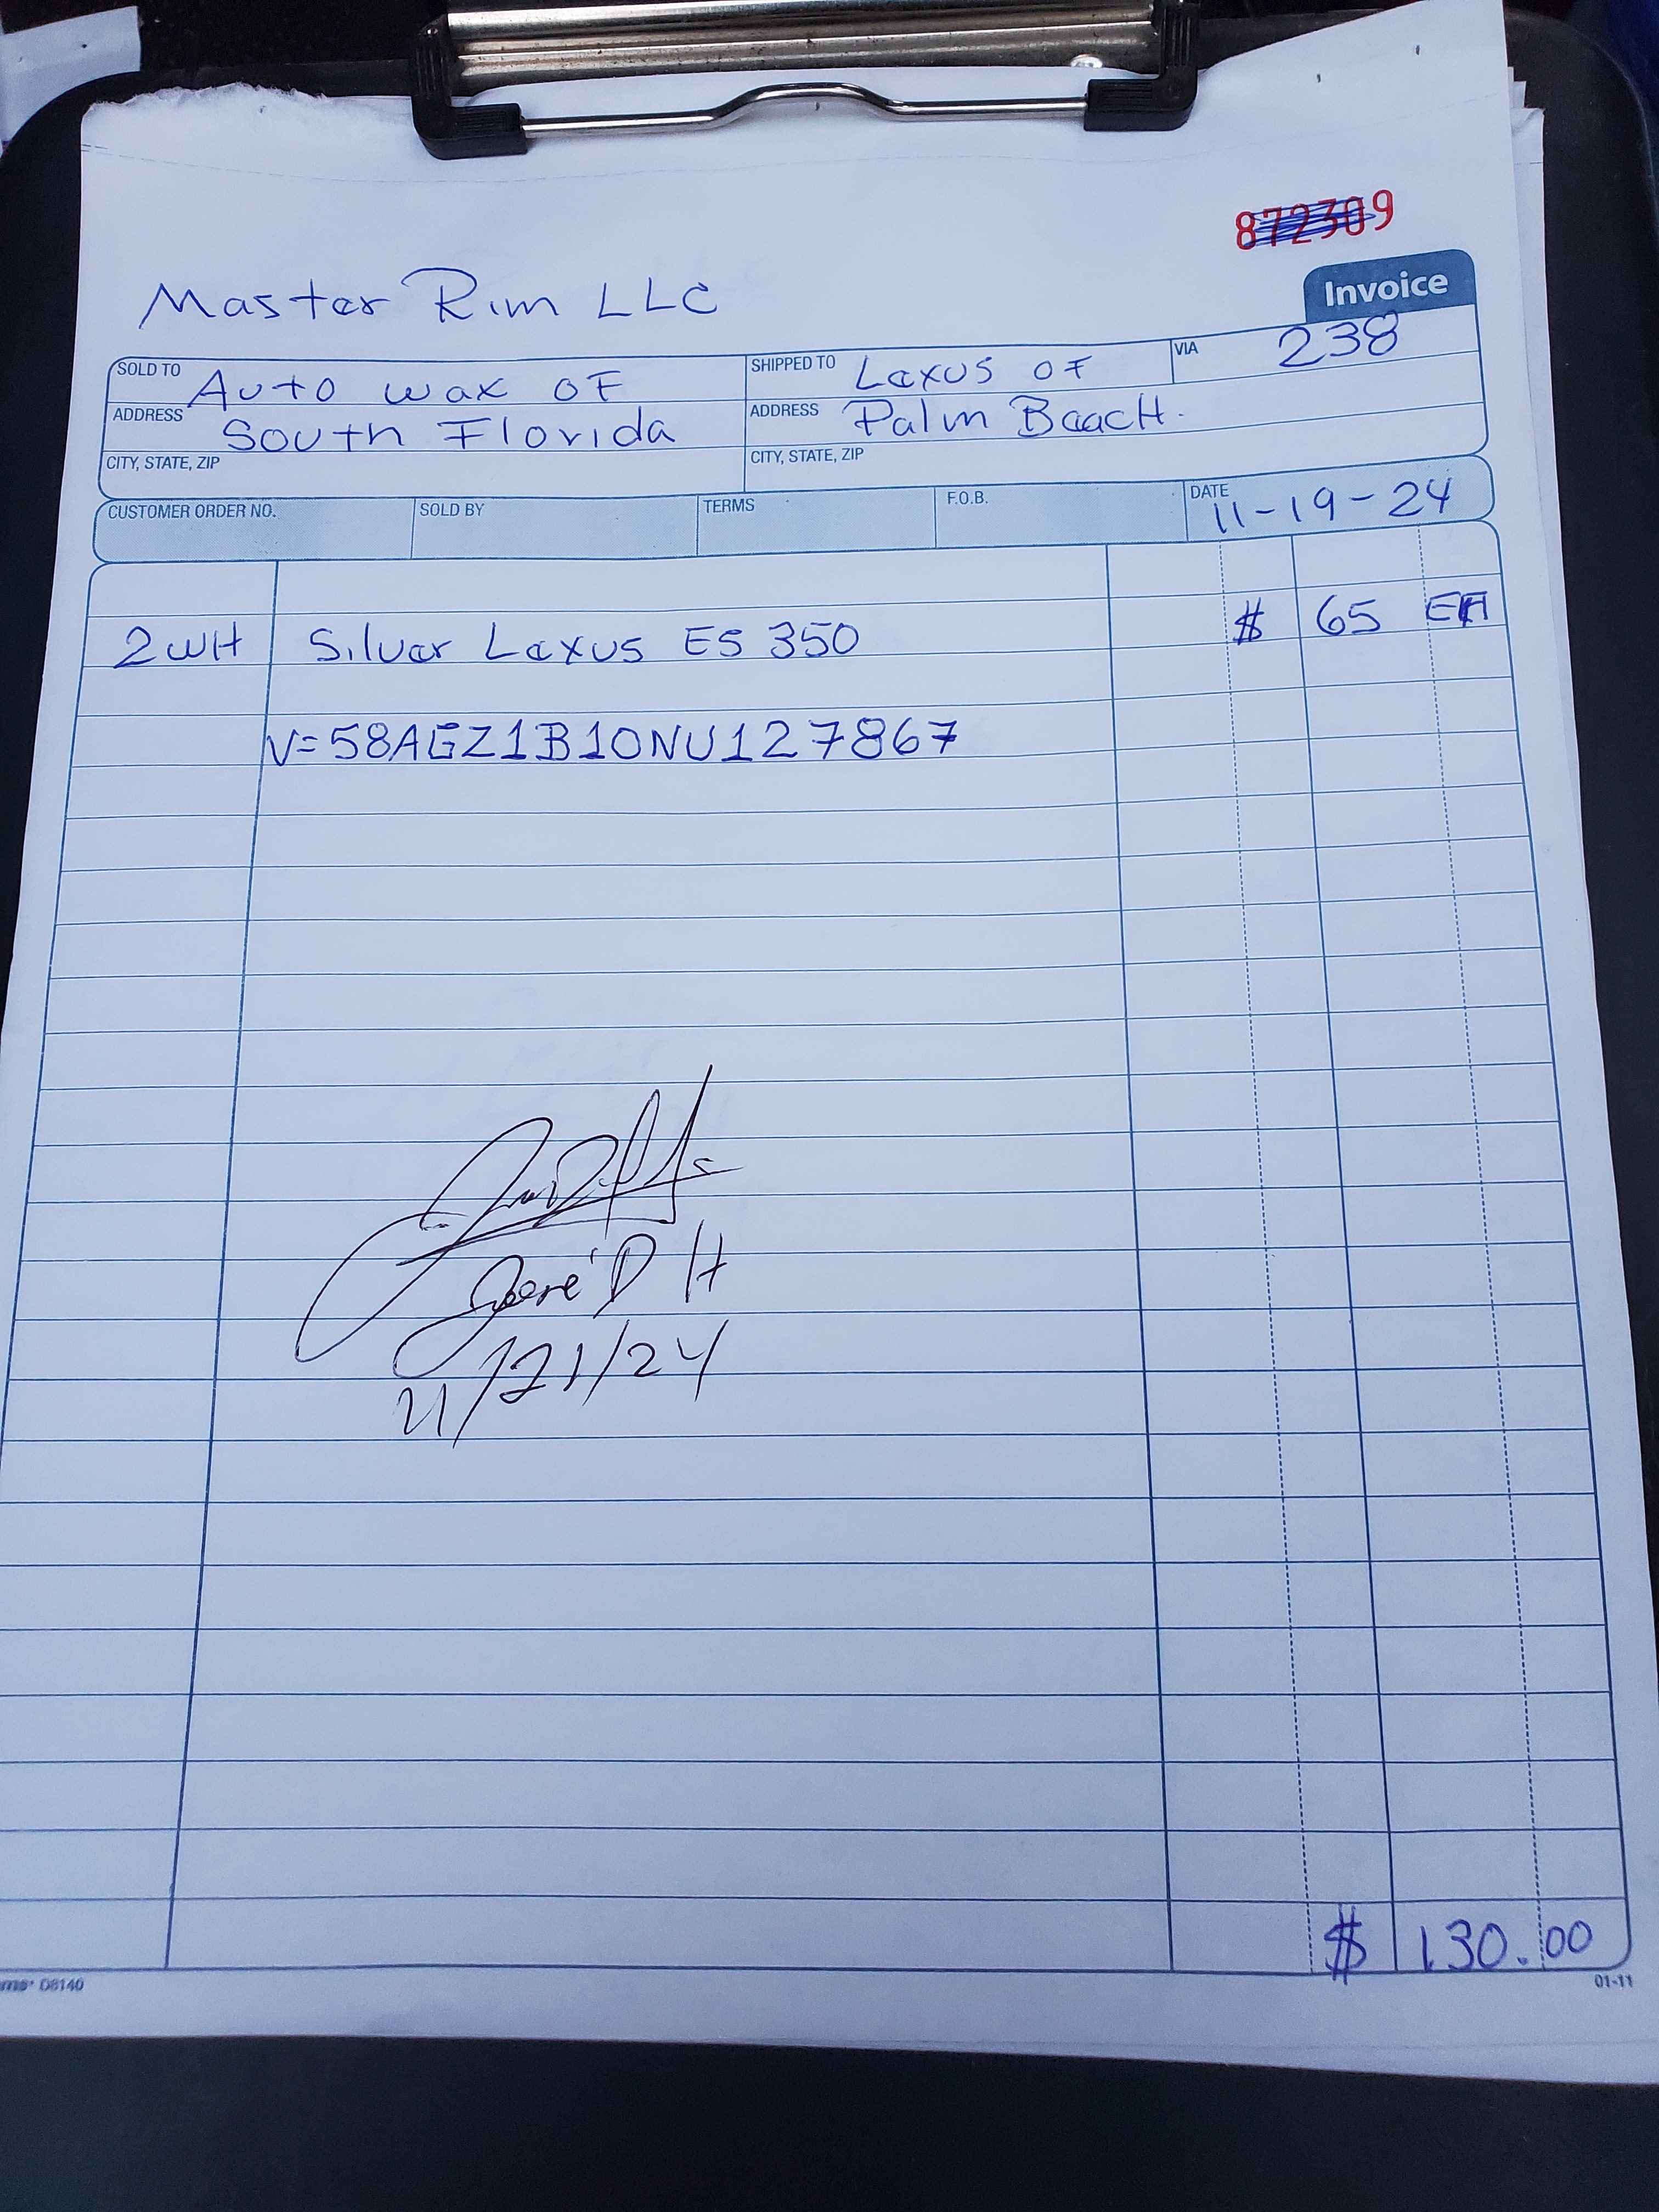 872309
Invoice
Master Rim LLC
238
SOLD TO Auto wax OF
SHIPPED TO Lexus OF
VIA
ADDRESS South Florida
ADDRESS Palm BeacH.
CITY, STATE, ZIP
CITY, STATE, ZIP
CUSTOMER ORDER NO. SOLD BY TERMS F.O.B. DATE 11-19-24
2WH Silver Lexus ES 350 $ 65 EA
V=58AGZ1B10NU127867
D H
11/21/24
$ 130.00
D8140
01-11